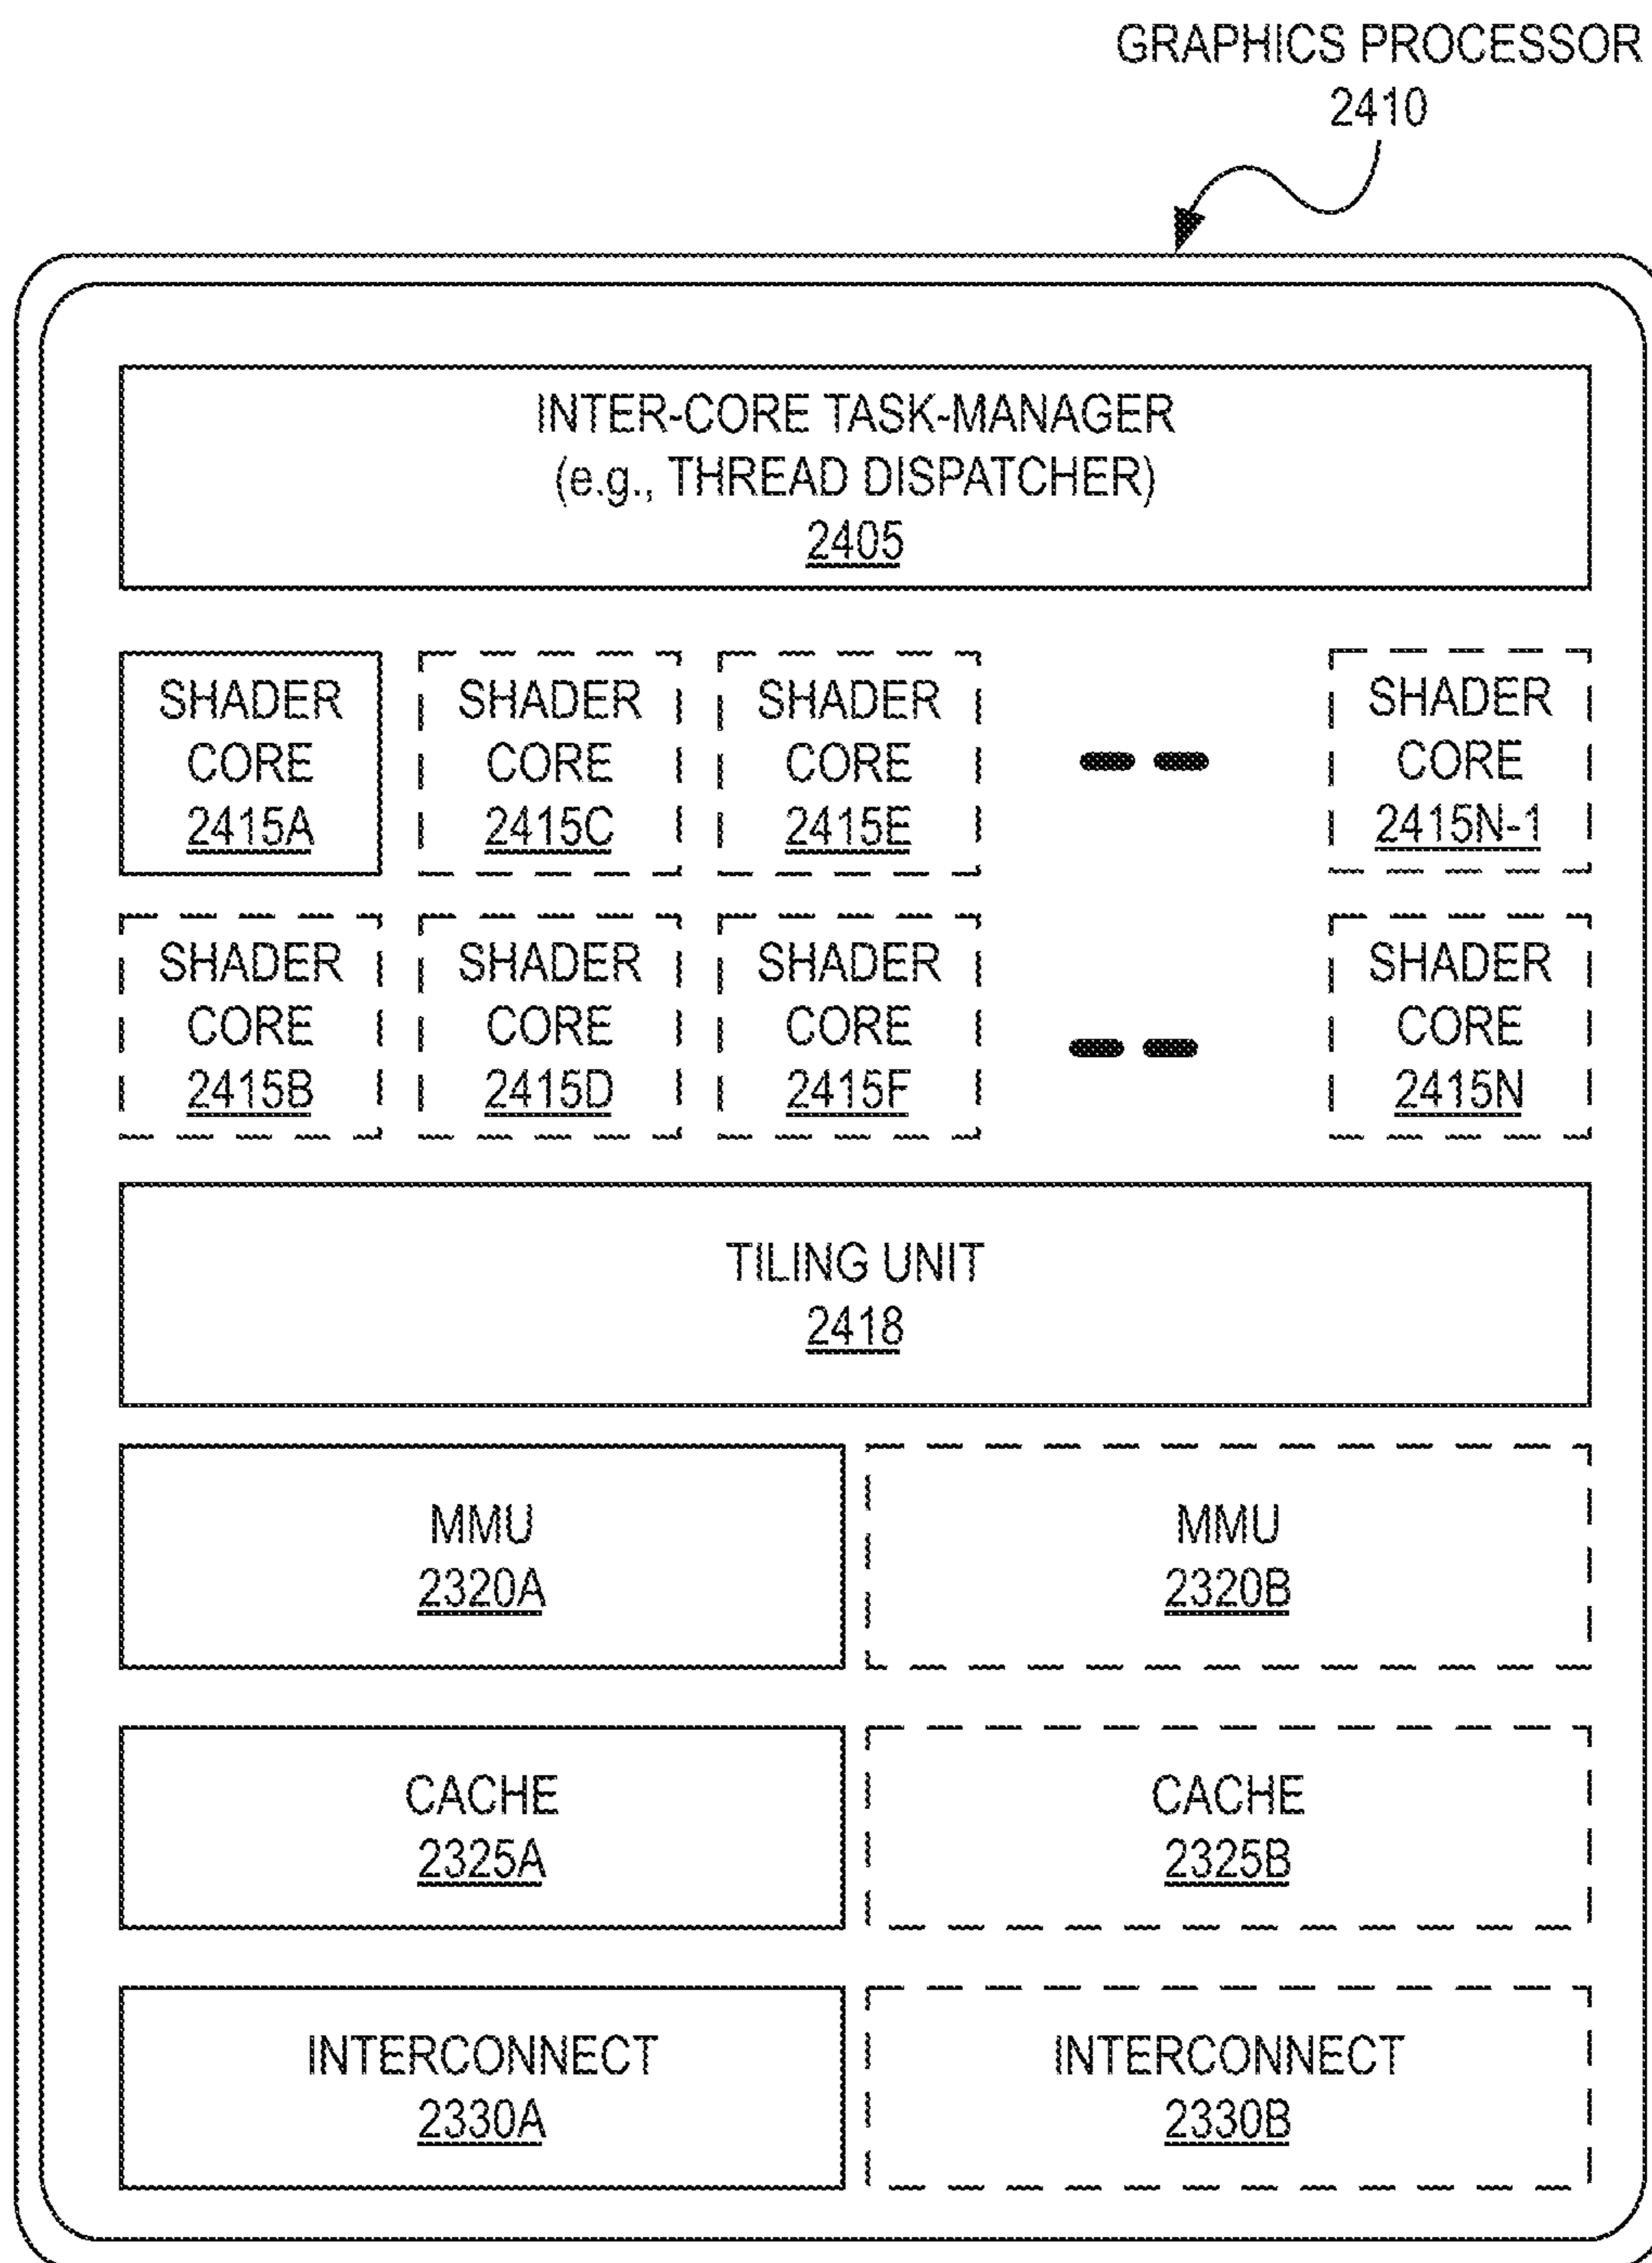 GRAPHICS PROCESSOR
2410
INTER-CORE TASK-MANAGER
(e.g., THREAD DISPATCHER)
2405
SHADER
CORE
2415A
SHADER
CORE
2415C
SHADER
CORE
2415E
SHADER
CORE
2415N-1
SHADER
CORE
2415B
SHADER
CORE
2415D
SHADER
CORE
2415F
SHADER
CORE
2415N
TILING UNIT
2418
MMU
2320A
MMU
2320B
CACHE
2325A
CACHE
2325B
INTERCONNECT
2330A
INTERCONNECT
2330B